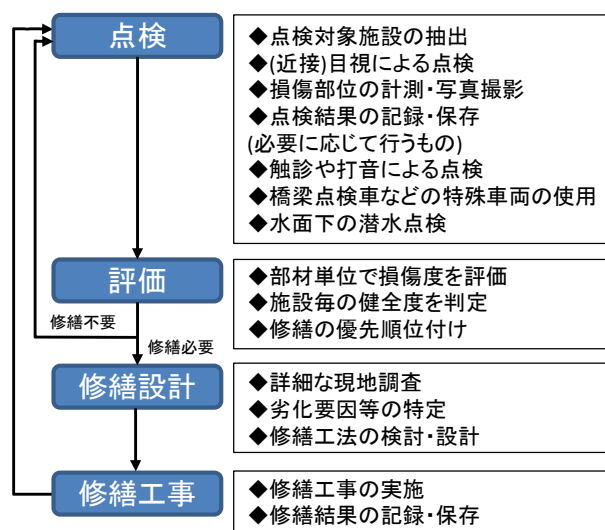 点検
◆点検対象施設の抽出
◆(近接)目視による点検
◆損傷部位の計測・写真撮影
◆点検結果の記録・保存
(必要に応じて行うもの)
◆触診や打音による点検
◆橋梁点検車などの特殊車両の使用
◆水面下の潜水点検
評価
◆部材単位で損傷度を評価
◆施設毎の健全度を判定
◆修繕の優先順位付け
修繕不要
修繕必要
修繕設計
◆詳細な現地調査
◆劣化要因等の特定
◆修繕工法の検討・設計
修繕工事
◆修繕工事の実施
◆修繕結果の記録・保存